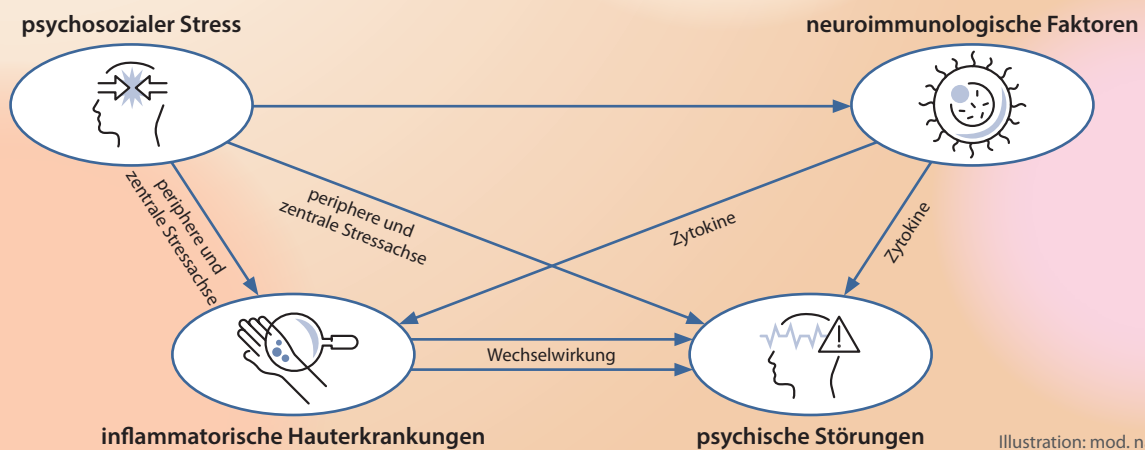 psychosozialer Stress
neuroimmunologische Faktoren
periphere und
zentrale Stressachse
periphere und
zentrale Stressachse
Zytokine
Zytokine
Wechselwirkung
inflammatorische Hauterkrankungen
psychische Störungen
Illustration: mod. n